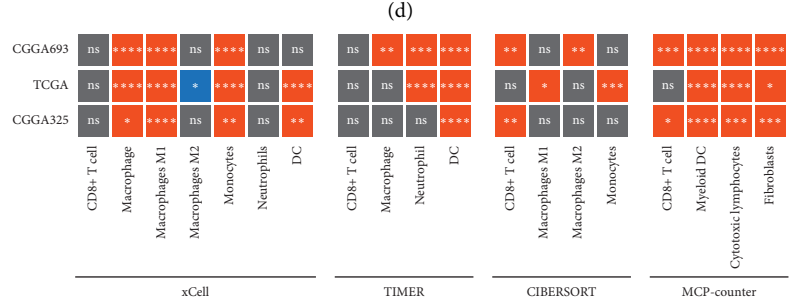 (d)
CGGA693 ns **** **** ns **** ns ns ns ** *** **** ** ns ** ns *** **** **** ****
TCGA ns **** **** * **** ns **** ns ns **** **** ns * ns *** ns **** **** *
CGGA325 ns * **** ns ** ns ** ns ns ns **** ** ns ns ns * **** *** ***
CD8+ T cell
Macrophage
Macrophages M1
Macrophages M2
Monocytes
Neutrophils
DC
CD8+ T cell
Macrophage
Neutrophil
DC
CD8+ T cell
Macrophages M1
Macrophages M2
Monocytes
CD8+ T cell
Myeloid DC
Cytotoxic lymphocytes
Fibroblasts
xCell TIMER CIBERSORT MCP-counter